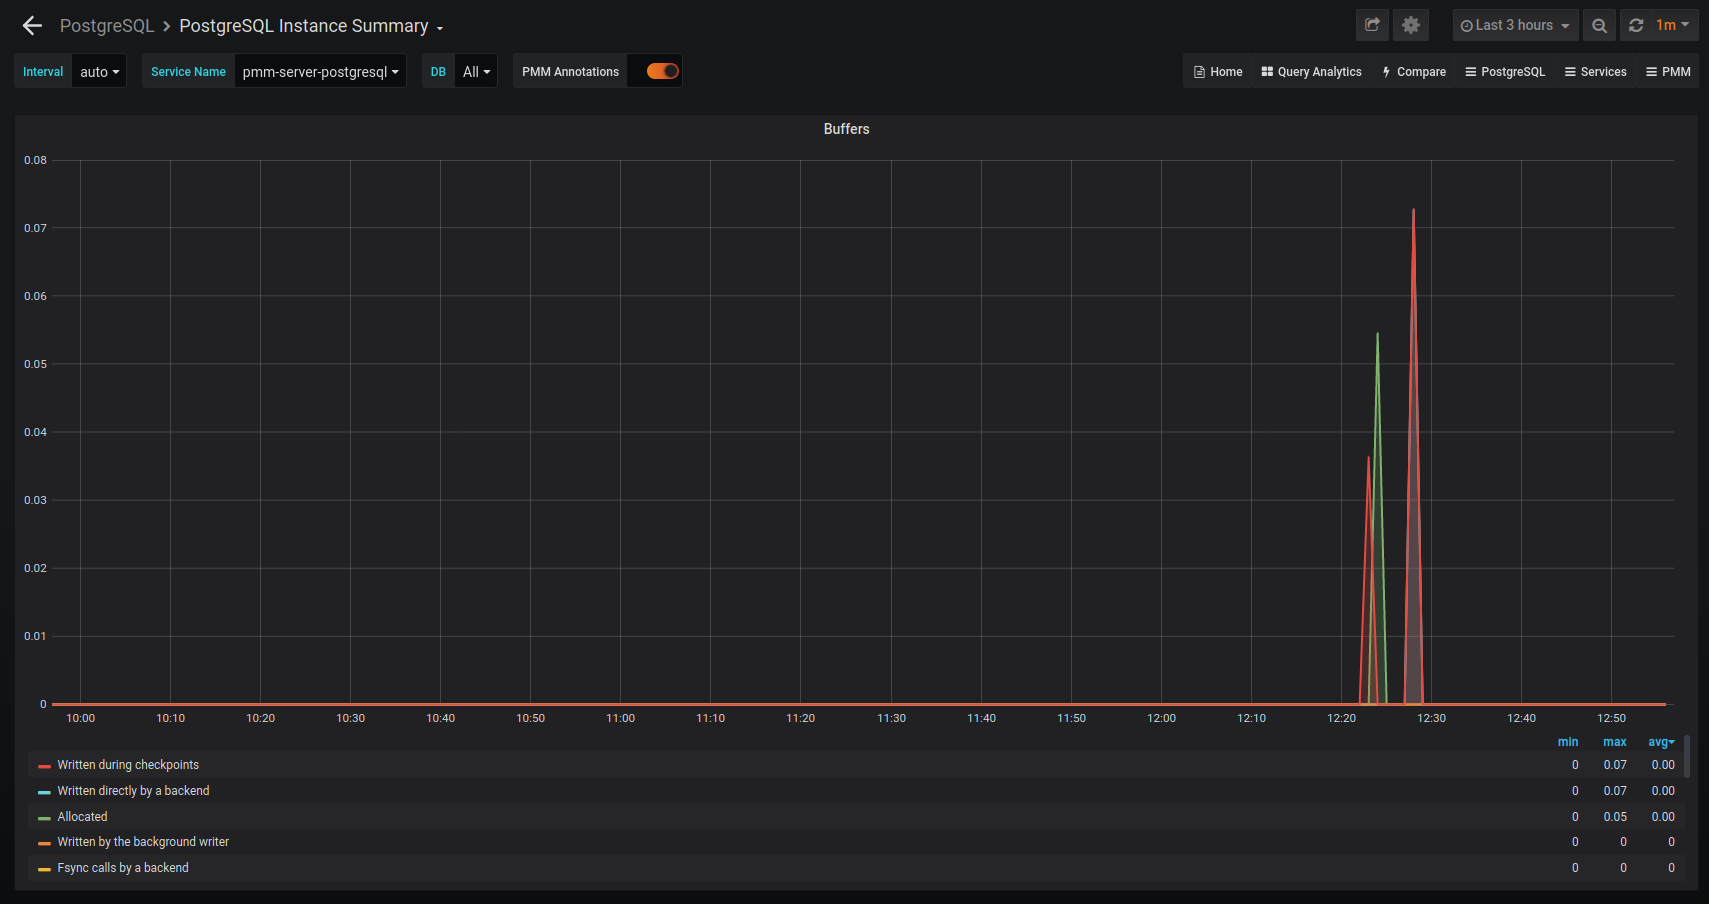 PostgreSQL > PostgreSQL Instance Summary
Last 3 hours
1m
Interval auto Service Name pmm-server-postgresql DB All PMM Annotations
Home Query Analytics Compare PostgreSQL Services PMM
Buffers
0.08
0.07
0.06
0.05
0.04
0.03
0.02
0.01
0
10:00 10:10 10:20 10:30 10:40 10:50 11:00 11:10 11:20 11:30 11:40 11:50 12:00 12:10 12:20 12:30 12:40 12:50
min max avg
Written during checkpoints 0 0.07 0.00
Written directly by a backend 0 0.07 0.00
Allocated 0 0.05 0.00
Written by the background writer 0 0 0
Fsync calls by a backend 0 0 0